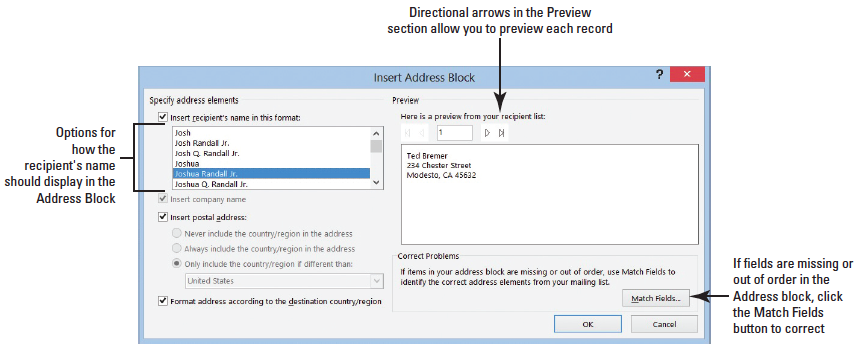 Directional arrows in the Preview
section allow you to preview each record
Insert Address Block
?
Specify address elements
Insert recipient's name in this format:
Josh
Josh Randall Jr.
Josh Q. Randall Jr.
Joshua
Joshua Randall Jr.
Joshua Q. Randall Jr.
Insert company name
Insert postal address:
Never include the country/region in the address
Always include the country/region in the address
Only include the country/region if different than:
United States
Format address according to the destination country/region
Preview
Here is a preview from your recipient list:
1
Ted Bremer
234 Chester Street
Modesto, CA 45632
Correct Problems
If items in your address block are missing or out of order, use Match Fields to
identify the correct address elements from your mailing list.
Match Fields...
OK
Cancel
Options for
how the
recipient's name
should display in the
Address Block
If fields are missing or
out of order in the
Address block, click
the Match Fields
button to correct